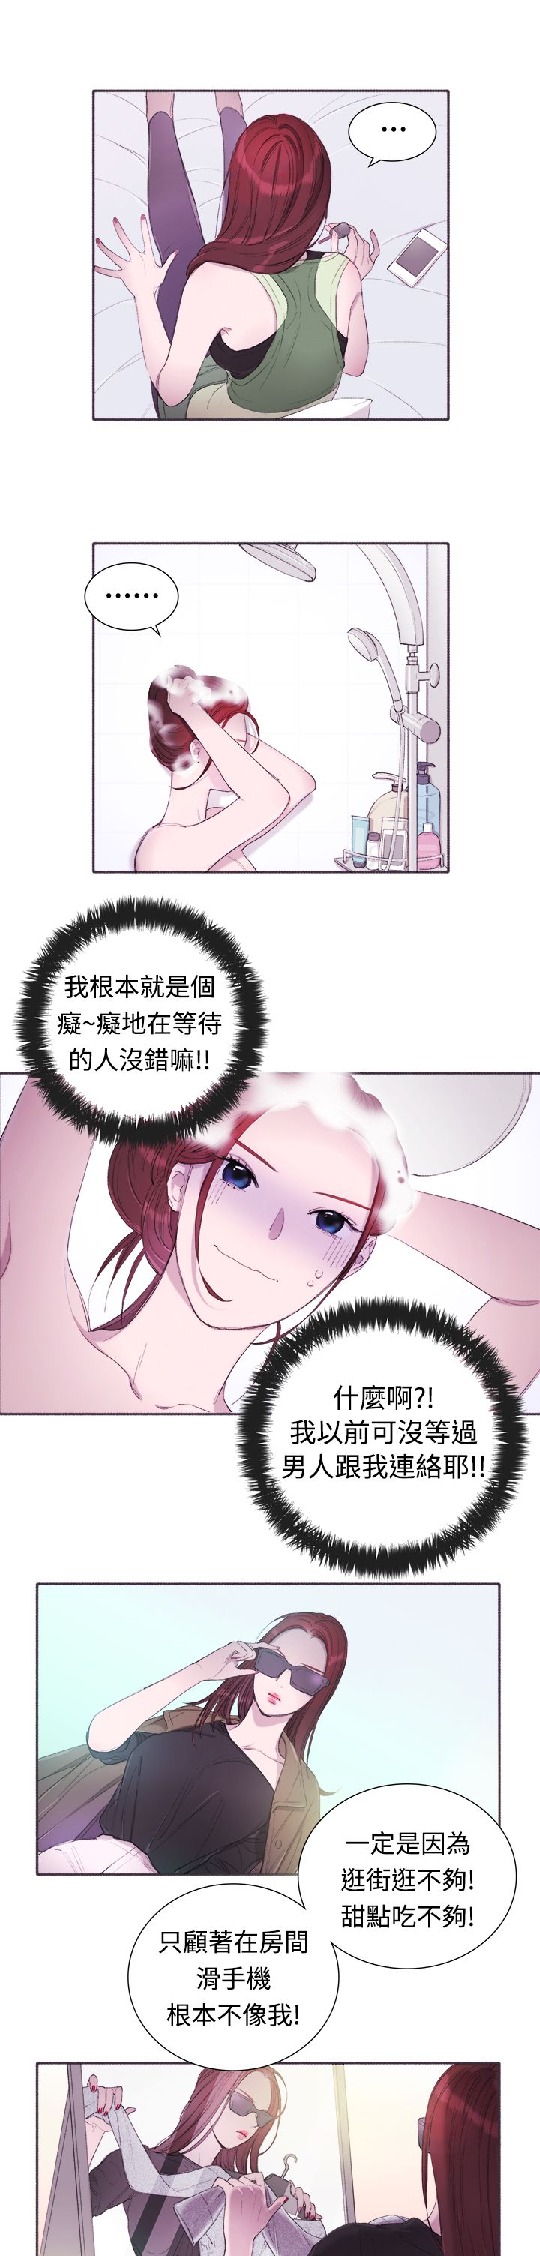 ...
......
我根本就是個
癡~癡地在等待
的人沒錯嘛!!
什麼啊?!
我以前可沒等過
男人跟我連絡耶!!
一定是因為
逛街逛不夠!
甜點吃不夠!
只顧著在房間
滑手機
根本不像我!